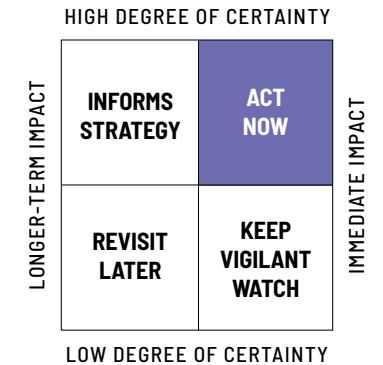 HIGH DEGREE OF CERTAINTY
LONGER-TERM IMPACT
INFORMS
STRATEGY
ACT
NOW
IMMEDIATE IMPACT
REVISIT
LATER
KEEP
VIGILANT
WATCH
LOW DEGREE OF CERTAINTY